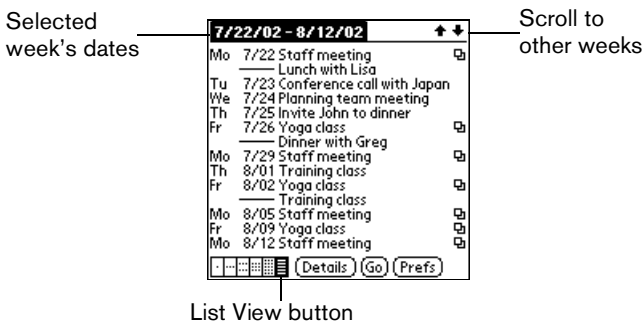 Selected
week's dates
7/22/02 - 8/12/02
Scroll to
other weeks
Mo 7/22 Staff meeting
Lunch with Lisa
Tu 7/23 Conference call with Japan
We 7/24 Planning team meeting
Th 7/25 Invite John to dinner
Fr 7/26 Yoga class
Dinner with Greg
Mo 7/29 Staff meeting
Th 8/01 Training class
Fr 8/02 Yoga class
Training class
Mo 8/05 Staff meeting
Fr 8/09 Yoga class
Mo 8/12 Staff meeting
Details Go Prefs
List View button